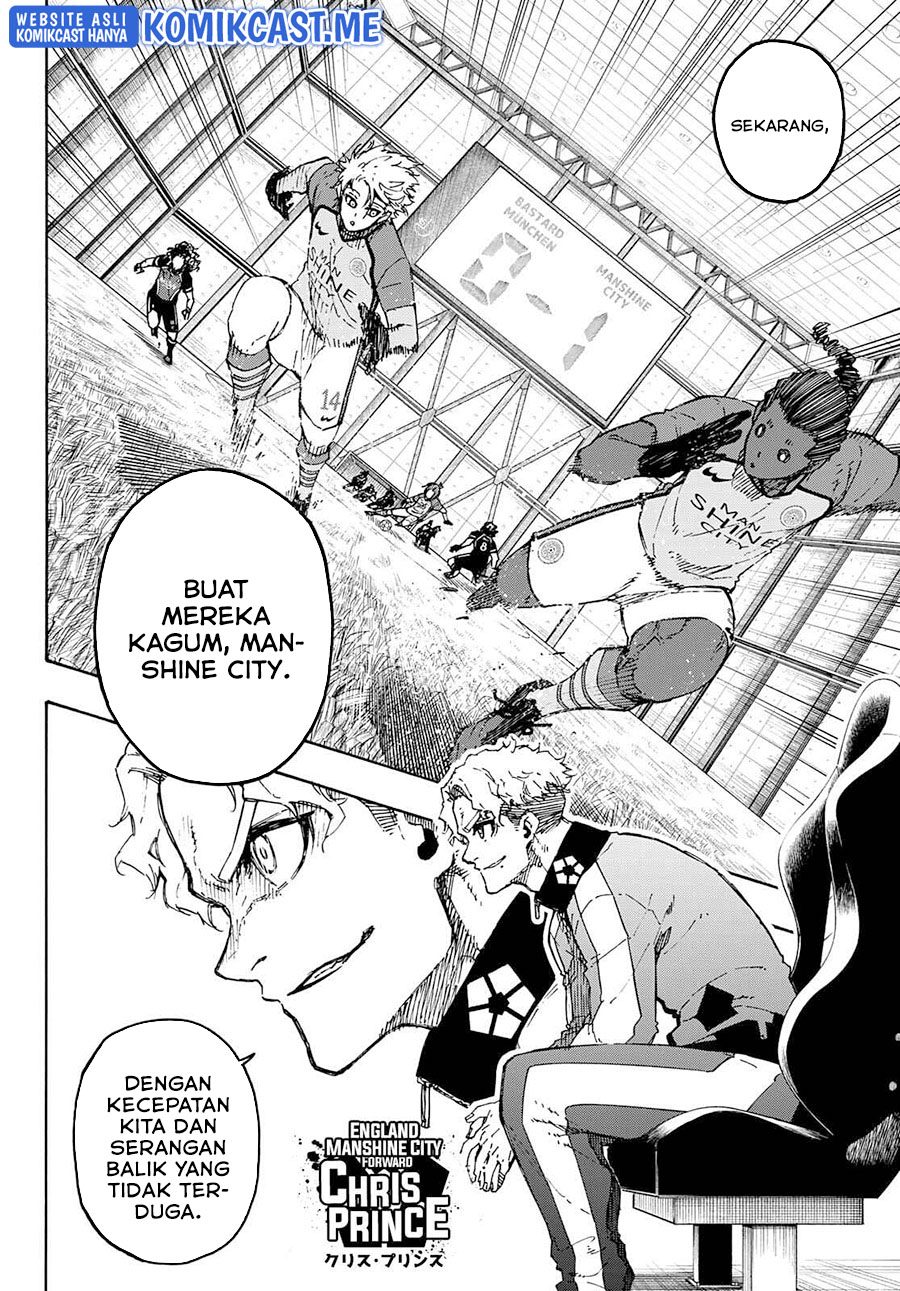 WEBSITE ASLI
KOMIKCAST HANYA
KOMIKCAST.ME
SEKARANG,
BASTARD
MÜNCHEN
MANSHINE
CITY
0 - 1
MAN
SHINE
14
MAN
SHINE
CITY
8
BUAT
MEREKA
KAGUM, MAN-
SHINE CITY.
DENGAN
KECEPATAN
KITA DAN
SERANGAN
BALIK YANG
TIDAK TER-
DUGA.
ENGLAND
MANSHINE CITY
FORWARD
CHRIS
PRINCE
クリス・プリンス